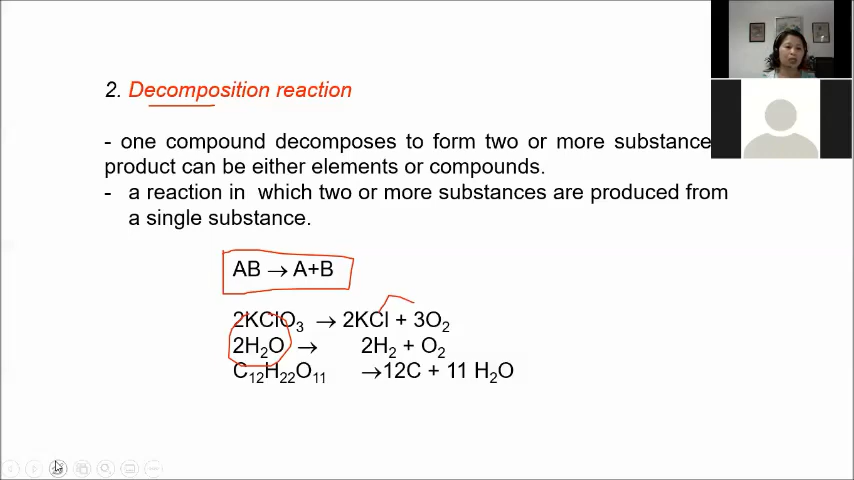 2. Decomposition reaction
- one compound decomposes to form two or more substance
product can be either elements or compounds.
- a reaction in which two or more substances are produced from
a single substance.
AB → A+B
2KClO₃ → 2KCl + 3O₂
2H₂O → 2H₂ + O₂
C₁₂H₂₂O₁₁ →12C + 11 H₂O